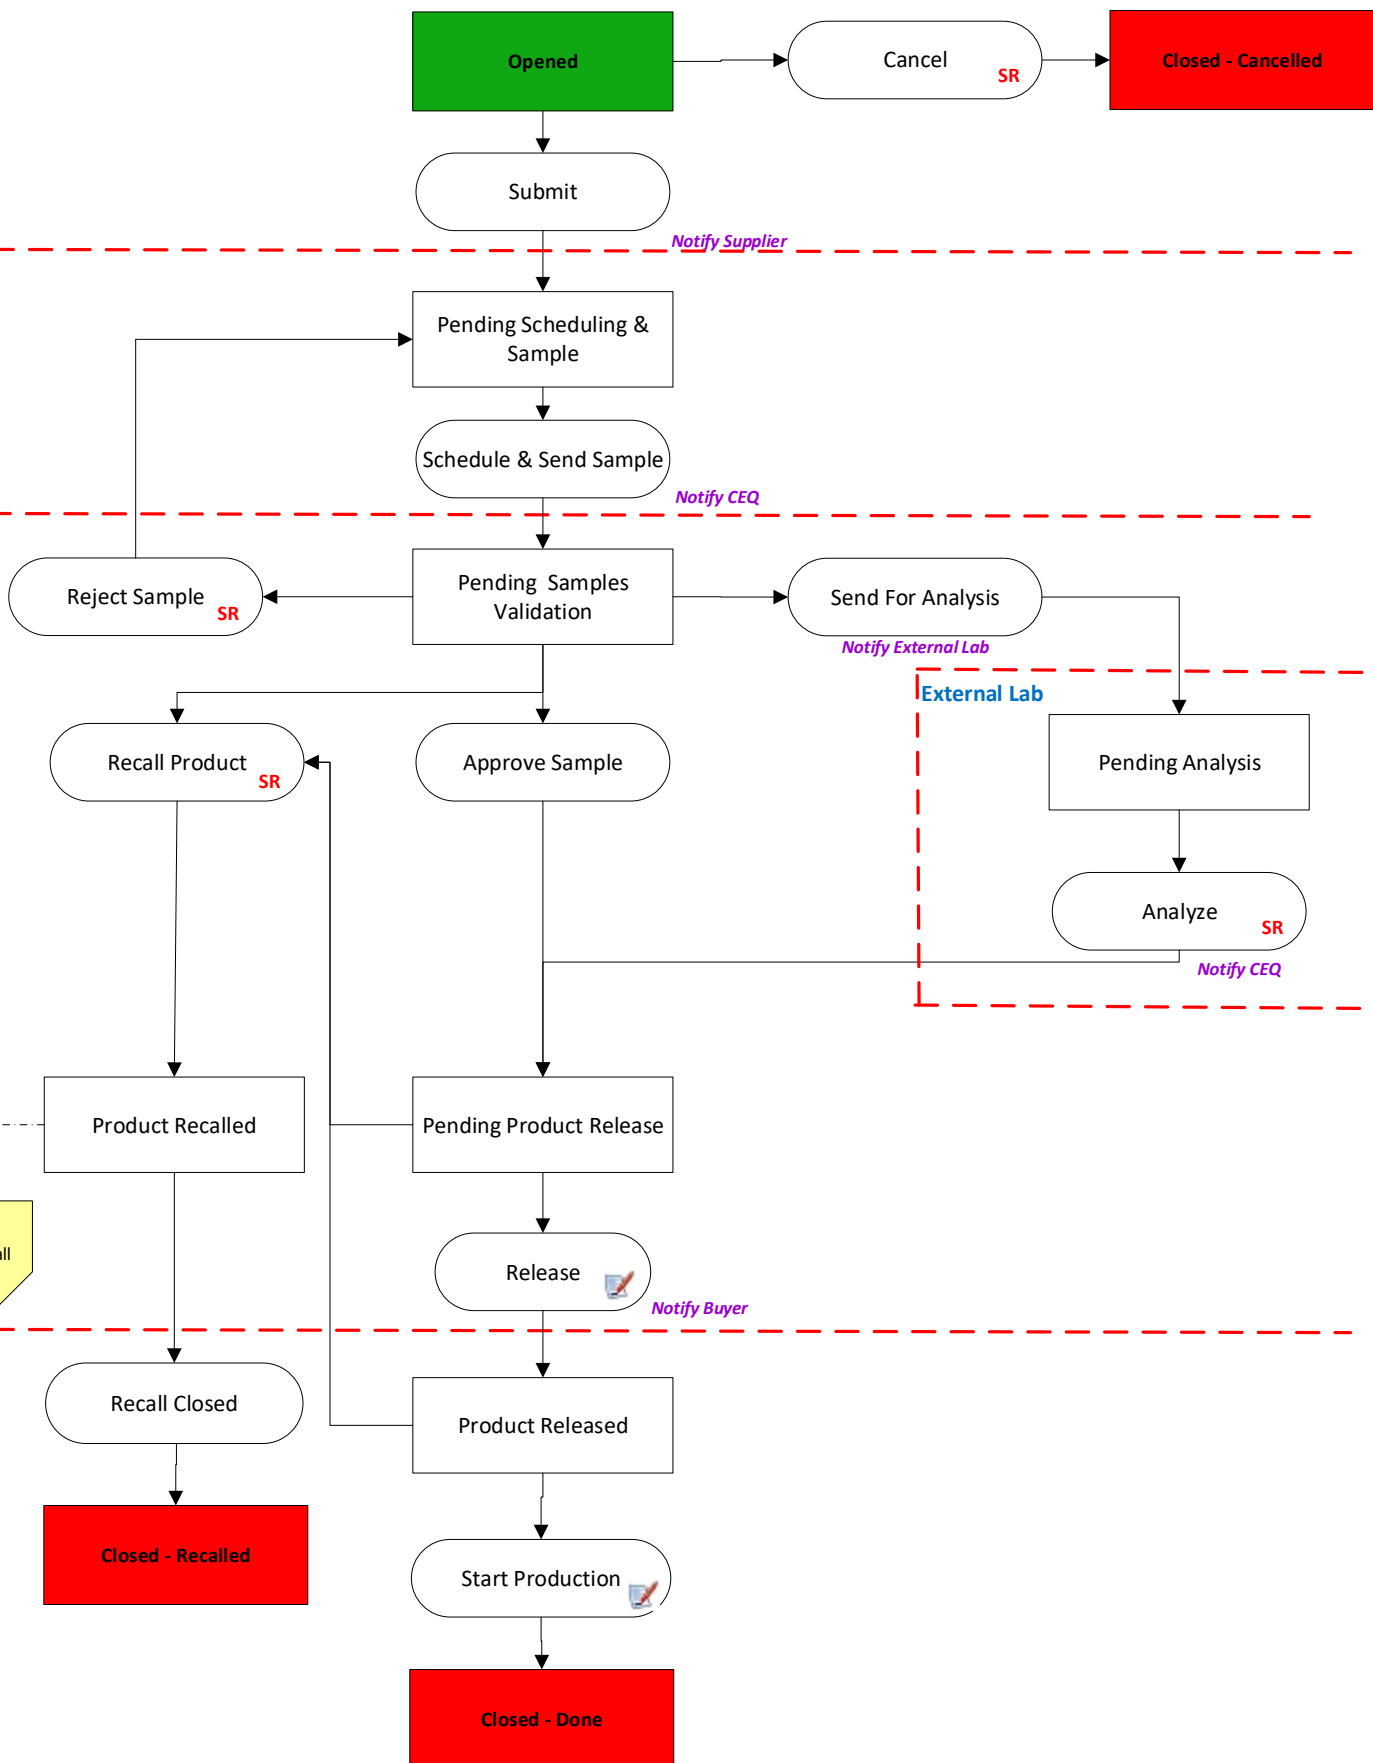 Opened
Cancel
SR
Closed - Cancelled
Submit
Notify Supplier
Pending Scheduling &
Sample
Schedule & Send Sample
Notify CEQ
Reject Sample
SR
Pending Samples
Validation
Send For Analysis
Notify External Lab
External Lab
Recall Product
SR
Approve Sample
Pending Analysis
Analyze
SR
Notify CEQ
Product Recalled
Pending Product Release
all
Release
Notify Buyer
Recall Closed
Product Released
Closed - Recalled
Start Production
Closed - Done